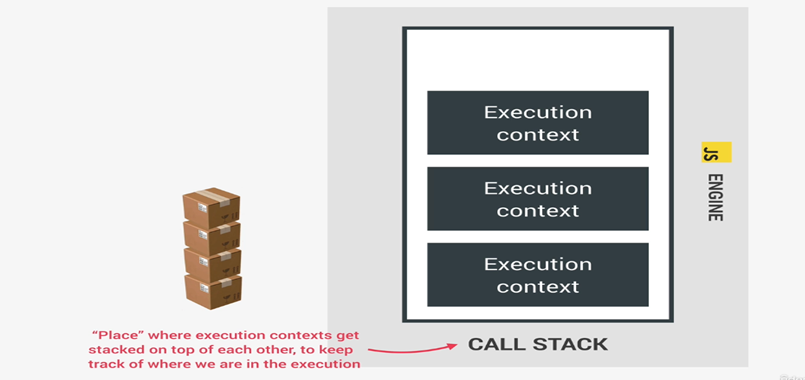 Execution
context
Execution
context
Execution
context
JS ENGINE
CALL STACK
“Place” where execution contexts get
stacked on top of each other, to keep
track of where we are in the execution